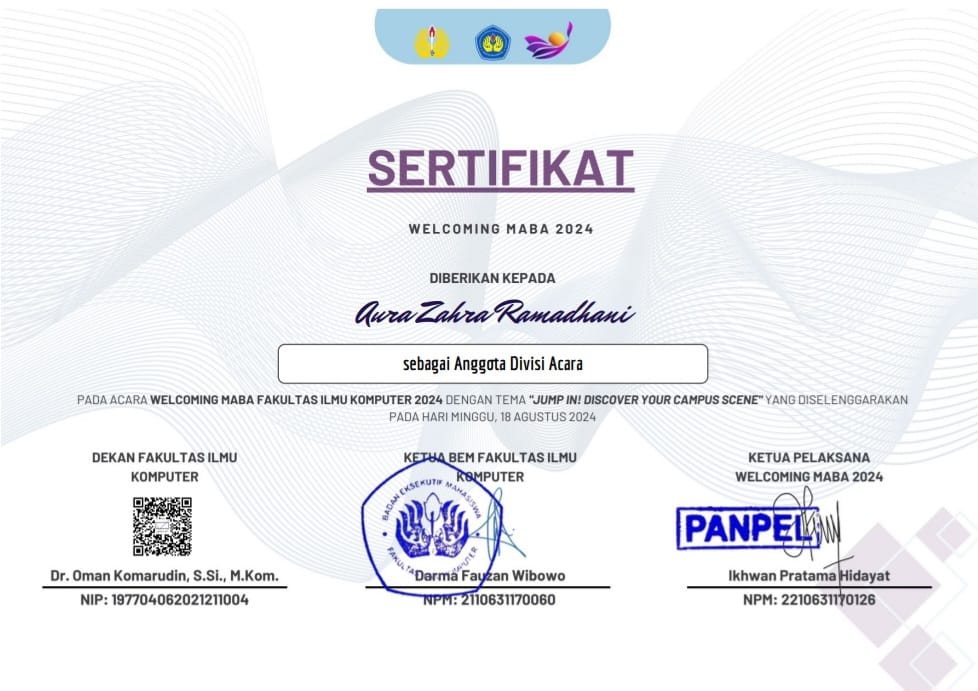 SERTIFIKAT
WELCOMING MABA 2024
DIBERIKAN KEPADA
Aura Zahra Ramadhani
sebagai Anggota Divisi Acara
PADA ACARA WELCOMING MABA FAKULTAS ILMU KOMPUTER 2024 DENGAN TEMA "JUMP IN! DISCOVER YOUR CAMPUS SCENE" YANG DISELENGGARAKAN
PADA HARI MINGGU, 18 AGUSTUS 2024
DEKAN FAKULTAS ILMU
KOMPUTER
Dr. Oman Komarudin, S.Si., M.Kom.
NIP: 197704062021211004
KETUA BEM FAKULTAS ILMU
KOMPUTER
BADAN EKSEKUTIF MAHASISWA
FAKULTAS KOMPUTER
Darma Fauzan Wibowo
NPM: 2110631170060
KETUA PELAKSANA
WELCOMING MABA 2024
PANPEL
Ikhwan Pratama Hidayat
NPM: 2210631170126